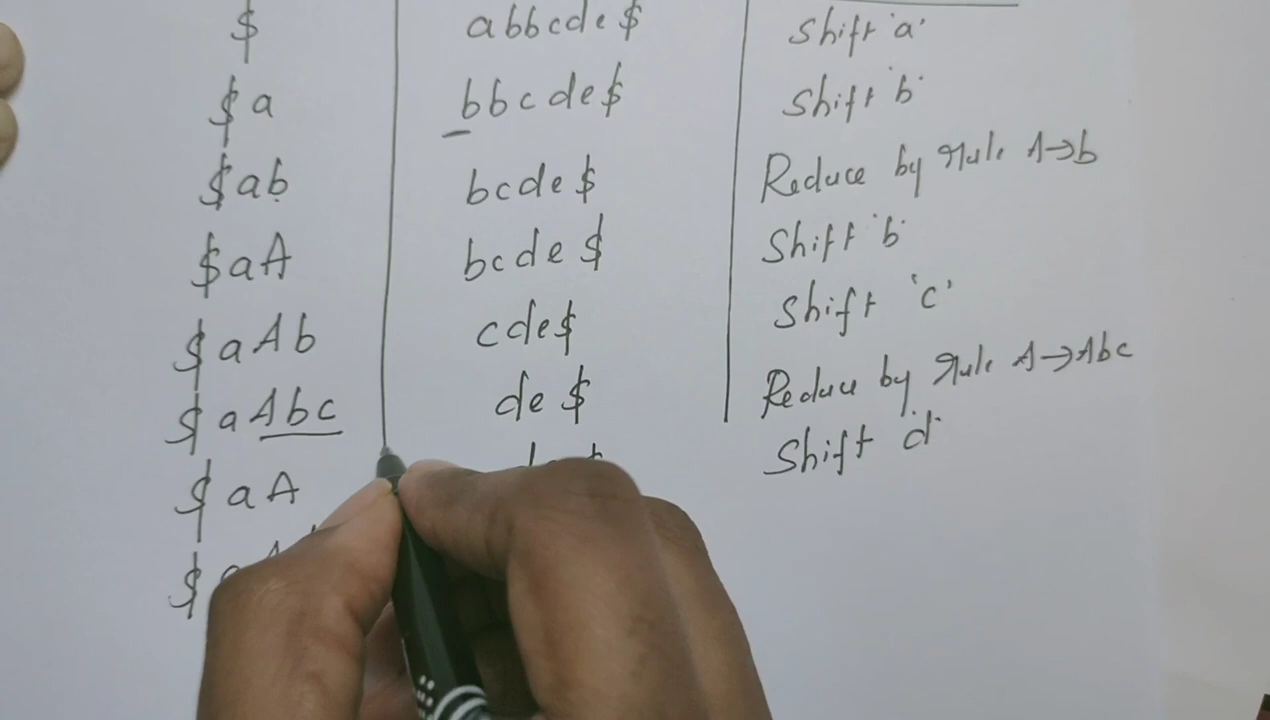 $ abbcde$ Shift 'a'
$a bbcde$ Shift 'b'
$ab bcde$ Reduce by rule A→b
$aA bcde$ Shift 'b'
$aAb cde$ Shift 'c'
$aAbc de$ Reduce by rule A→Abc
$aA Shift 'd'
$